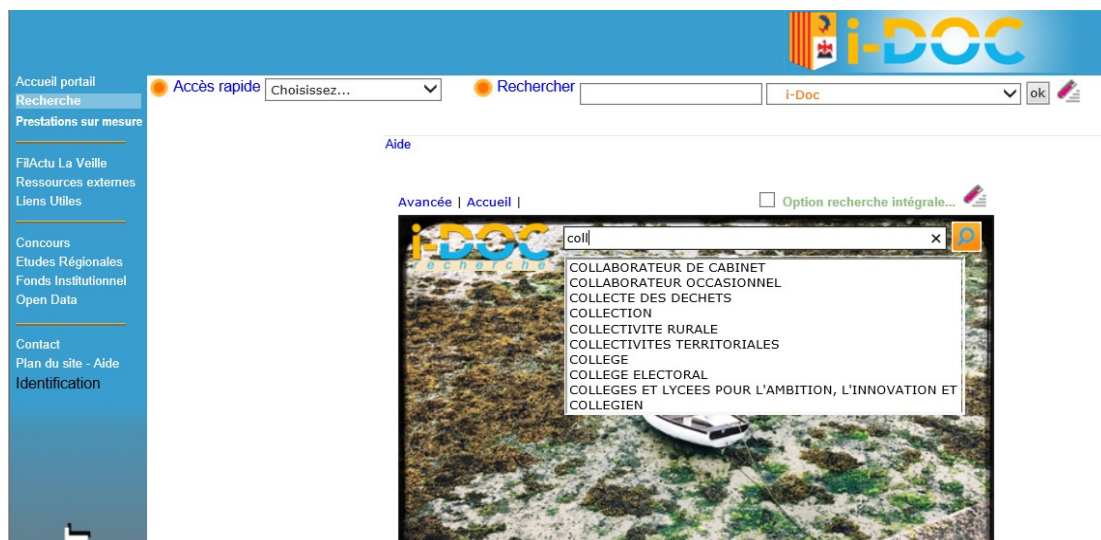 i-DOC
Accueil portail
Recherche
Prestations sur mesure
FilActu La Veille
Ressources externes
Liens Utiles
Concours
Etudes Régionales
Fonds Institutionnel
Open Data
Contact
Plan du site - Aide
Identification
Accès rapide Choisissez... Rechercher i-Doc ok
Aide
Avancée | Accueil | Option recherche intégrale...
i-DOC coll x
recherche
COLLABORATEUR DE CABINET
COLLABORATEUR OCCASIONNEL
COLLECTE DES DECHETS
COLLECTION
COLLECTIVITE RURALE
COLLECTIVITES TERRITORIALES
COLLEGE
COLLEGE ELECTORAL
COLLEGES ET LYCEES POUR L'AMBITION, L'INNOVATION ET
COLLEGIEN